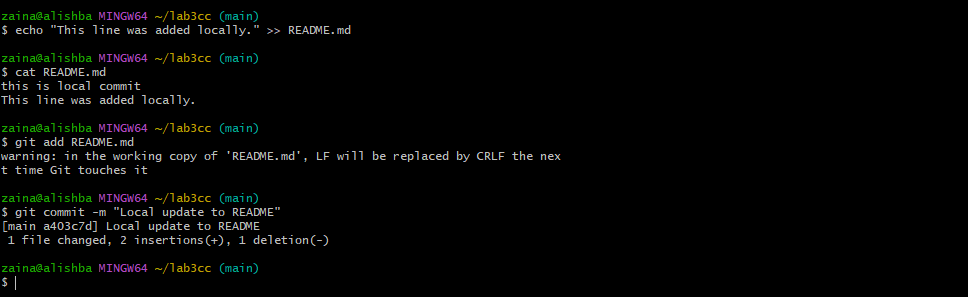 zaina@alishba MINGW64 ~/lab3cc (main)
$ echo "This line was added locally." >> README.md
zaina@alishba MINGW64 ~/lab3cc (main)
$ cat README.md
this is local commit
This line was added locally.
zaina@alishba MINGW64 ~/lab3cc (main)
$ git add README.md
warning: in the working copy of 'README.md', LF will be replaced by CRLF the nex
t time Git touches it
zaina@alishba MINGW64 ~/lab3cc (main)
$ git commit -m "Local update to README"
[main a403c7d] Local update to README
 1 file changed, 2 insertions(+), 1 deletion(-)
zaina@alishba MINGW64 ~/lab3cc (main)
$